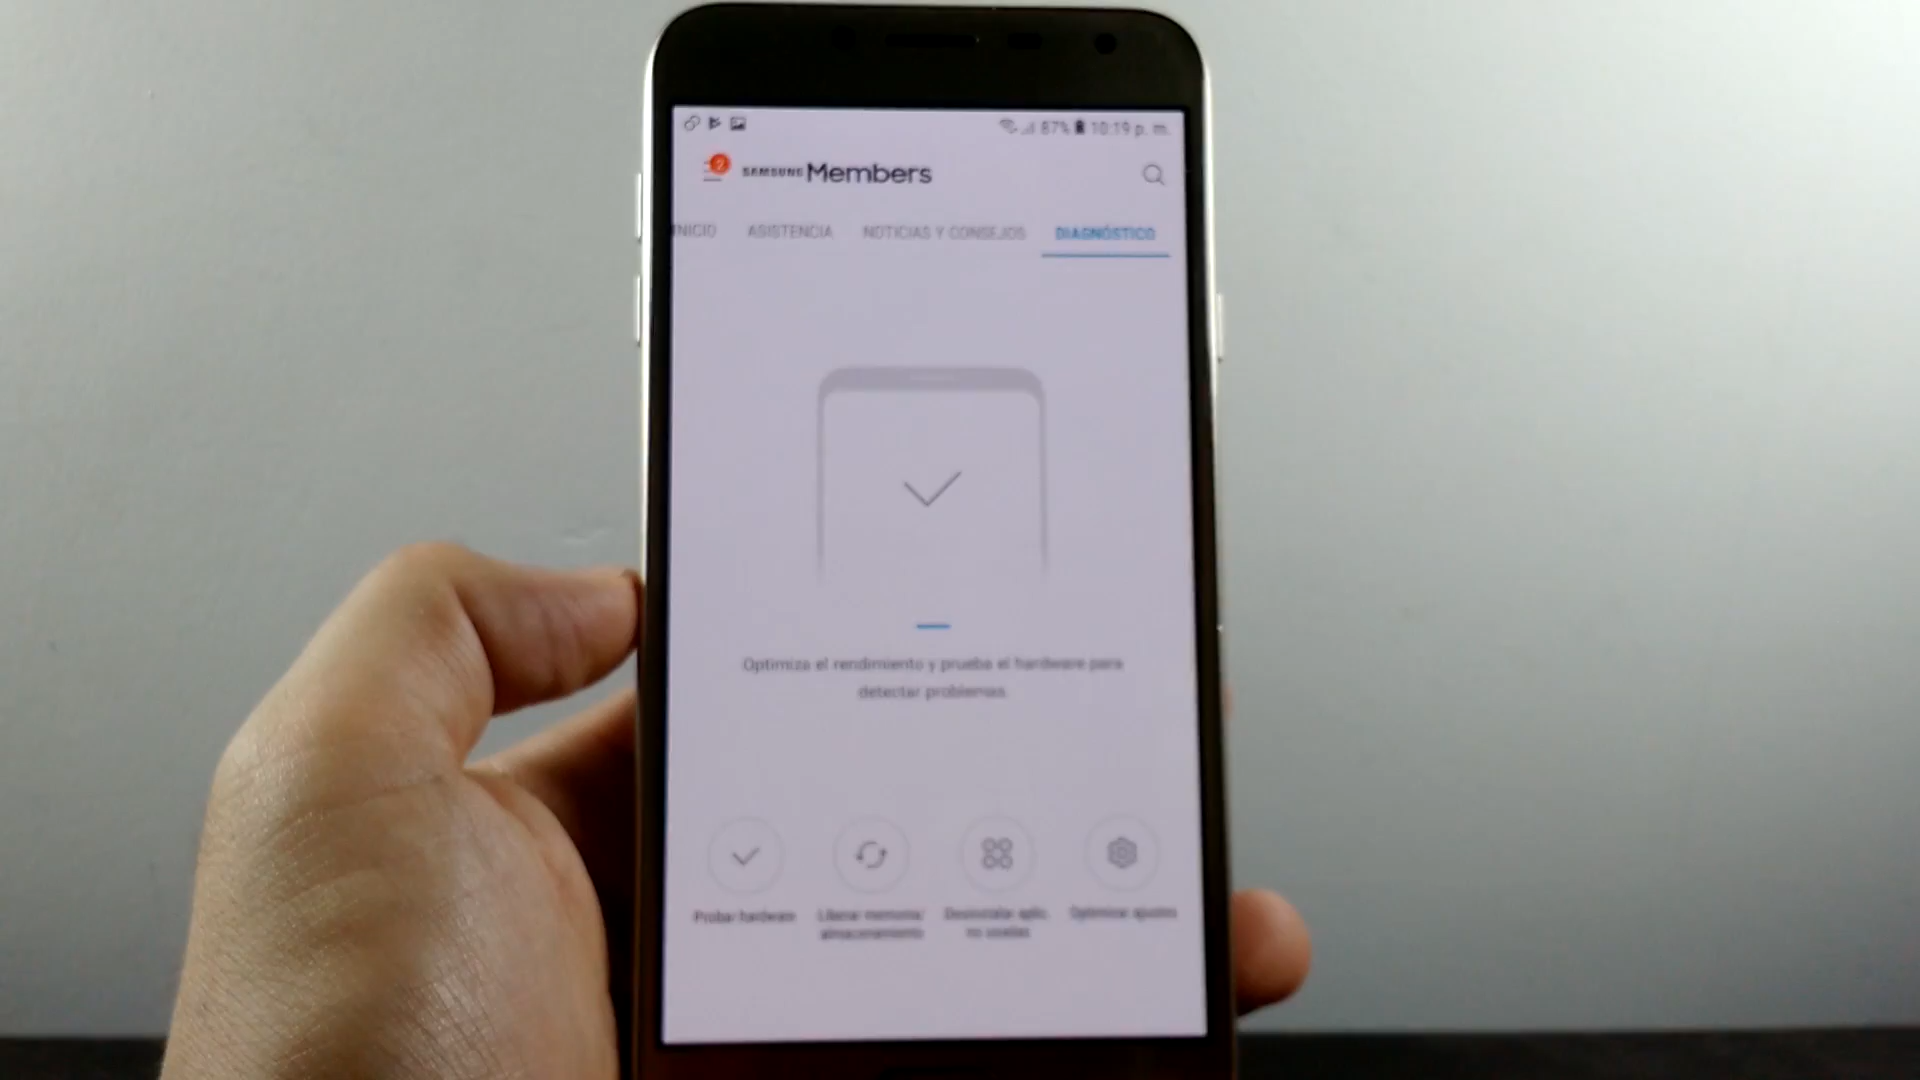 87% 10:19 p. m.
2
SAMSUNG Members
INICIO ASISTENCIA NOTICIAS Y CONSEJOS DIAGNÓSTICO
Optimiza el rendimiento y prueba el hardware para
detectar problemas.
Probar hardware
Liberar memoria/
almacenamiento
Desinstalar aplic.
no usadas
Optimizar ajustes